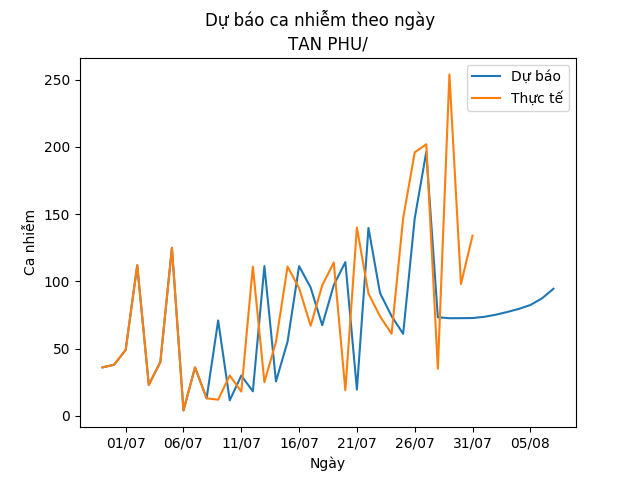 Dự báo ca nhiễm theo ngày
TAN PHU/
Dự báo
Thực tế
250
200
150
100
50
0
Ca nhiễm
01/07 06/07 11/07 16/07 21/07 26/07 31/07 05/08
Ngày